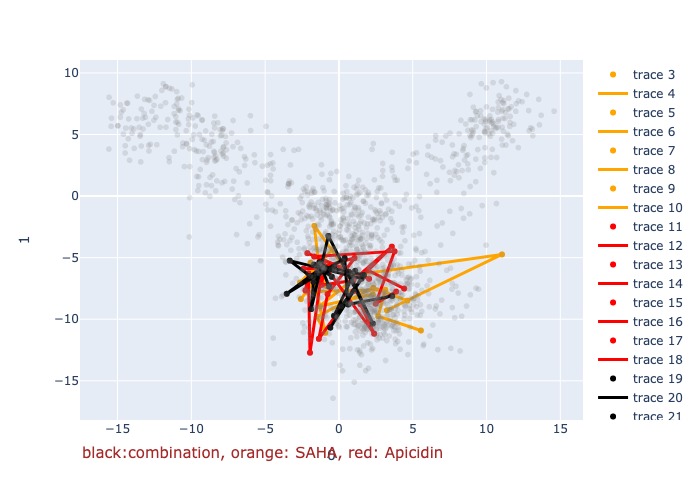 10
5
0
−5
−10
−15
1
−15
−10
−5
0
5
10
15
0
black:combination, orange: SAHA, red: Apicidin
trace 3
trace 4
trace 5
trace 6
trace 7
trace 8
trace 9
trace 10
trace 11
trace 12
trace 13
trace 14
trace 15
trace 16
trace 17
trace 18
trace 19
trace 20
trace 21